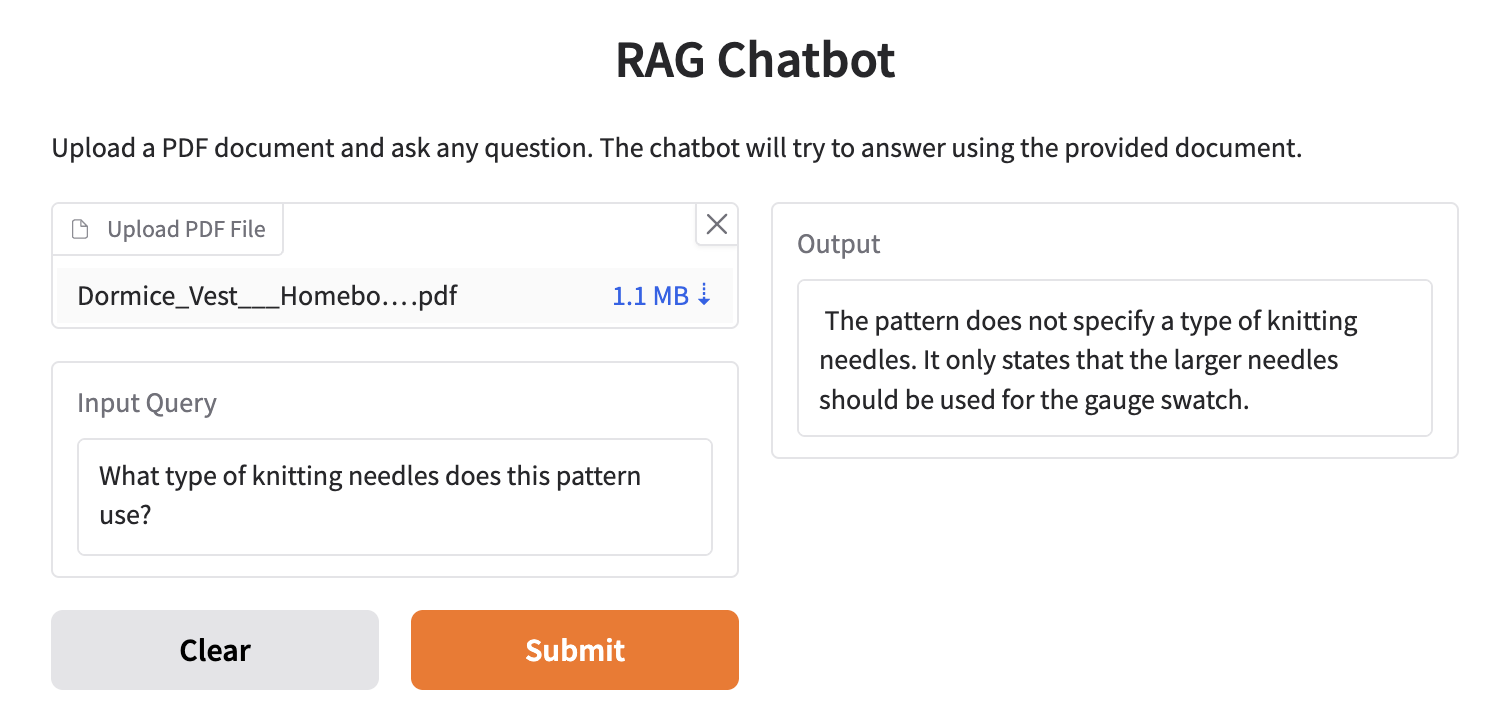 RAG Chatbot
Upload a PDF document and ask any question. The chatbot will try to answer using the provided document.
Upload PDF File
Dormice_Vest___Homebo….pdf
1.1 MB ⇣
Input Query
What type of knitting needles does this pattern
use?
Clear
Submit
Output
The pattern does not specify a type of knitting
needles. It only states that the larger needles
should be used for the gauge swatch.